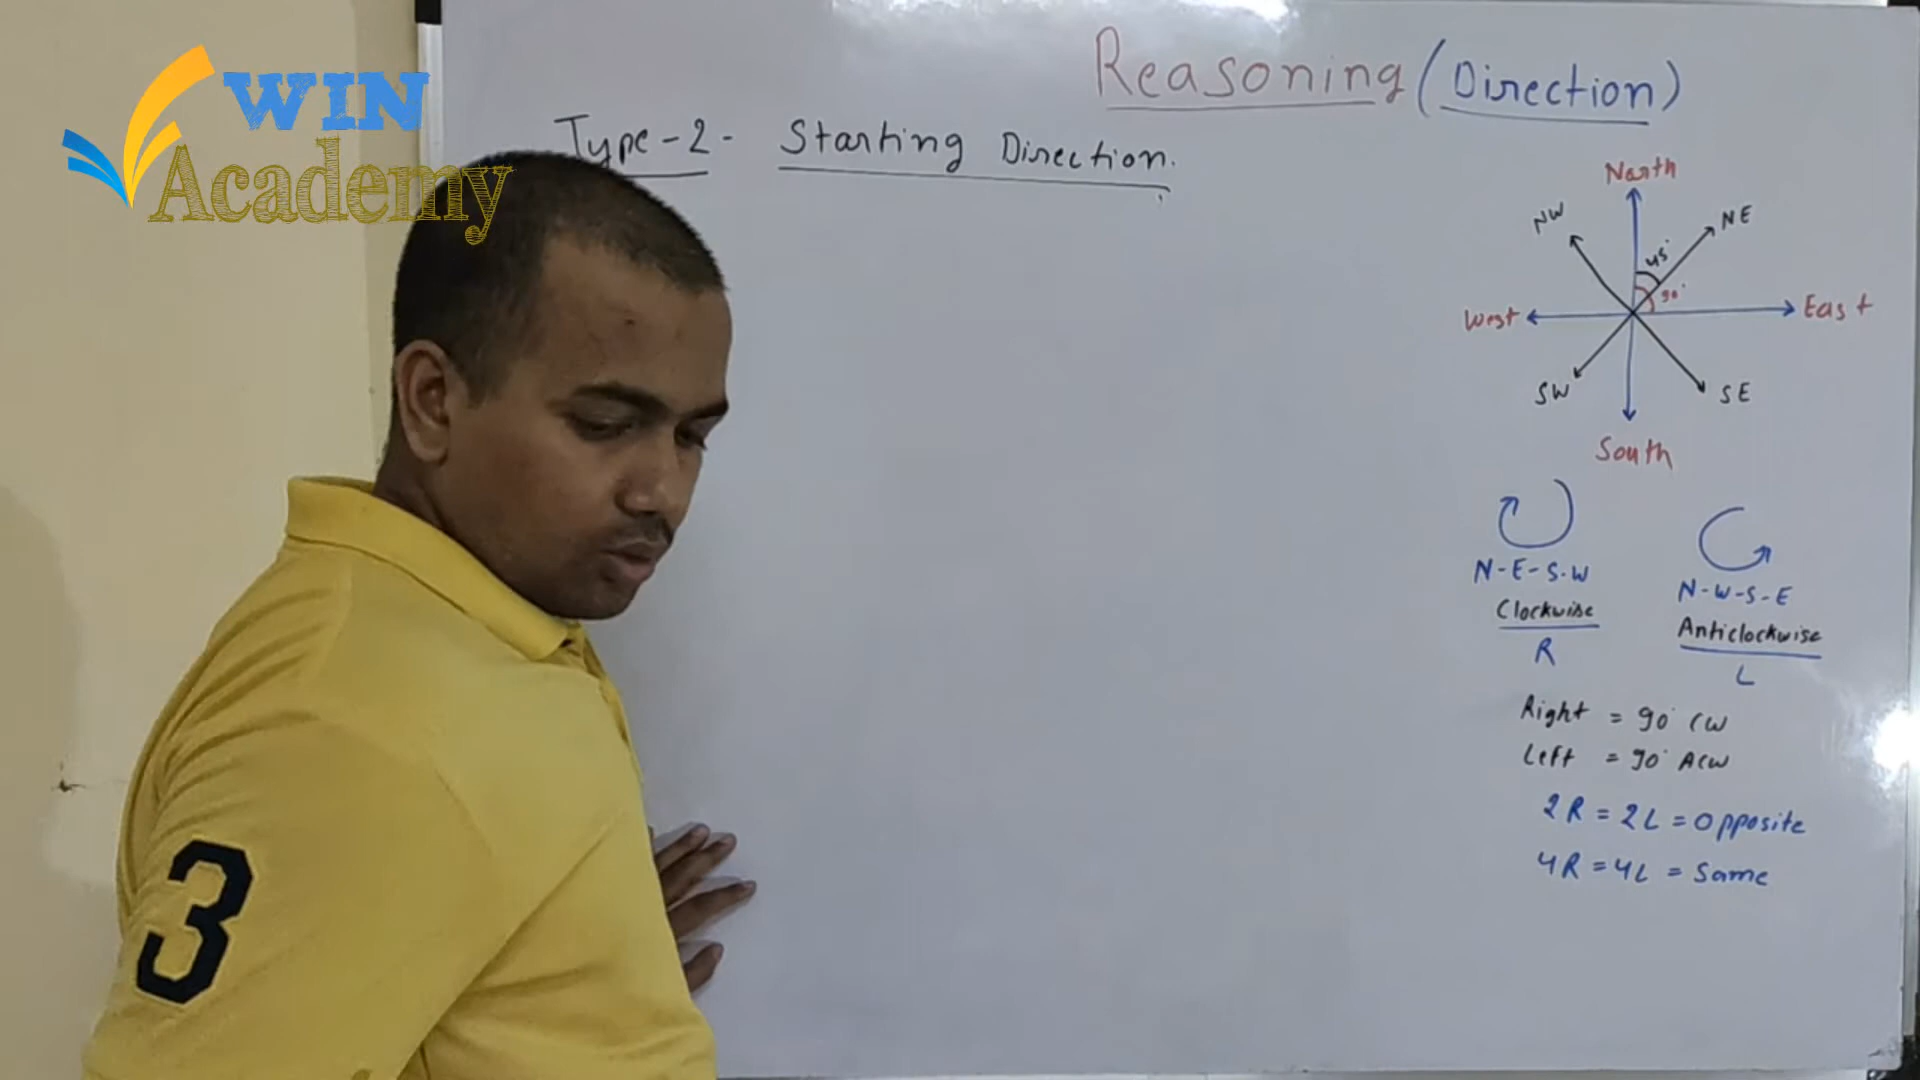 WIN
Academy
Reasoning (Direction)
Type-2- Starting Direction.
North
NW
NE
45°
90°
West
East
SW
SE
South
N-E-S-W
Clockwise
R
N-W-S-E
Anticlockwise
L
Right = 90° CW
Left = 90° ACW
2R = 2L = Opposite
4R = 4L = Same
3